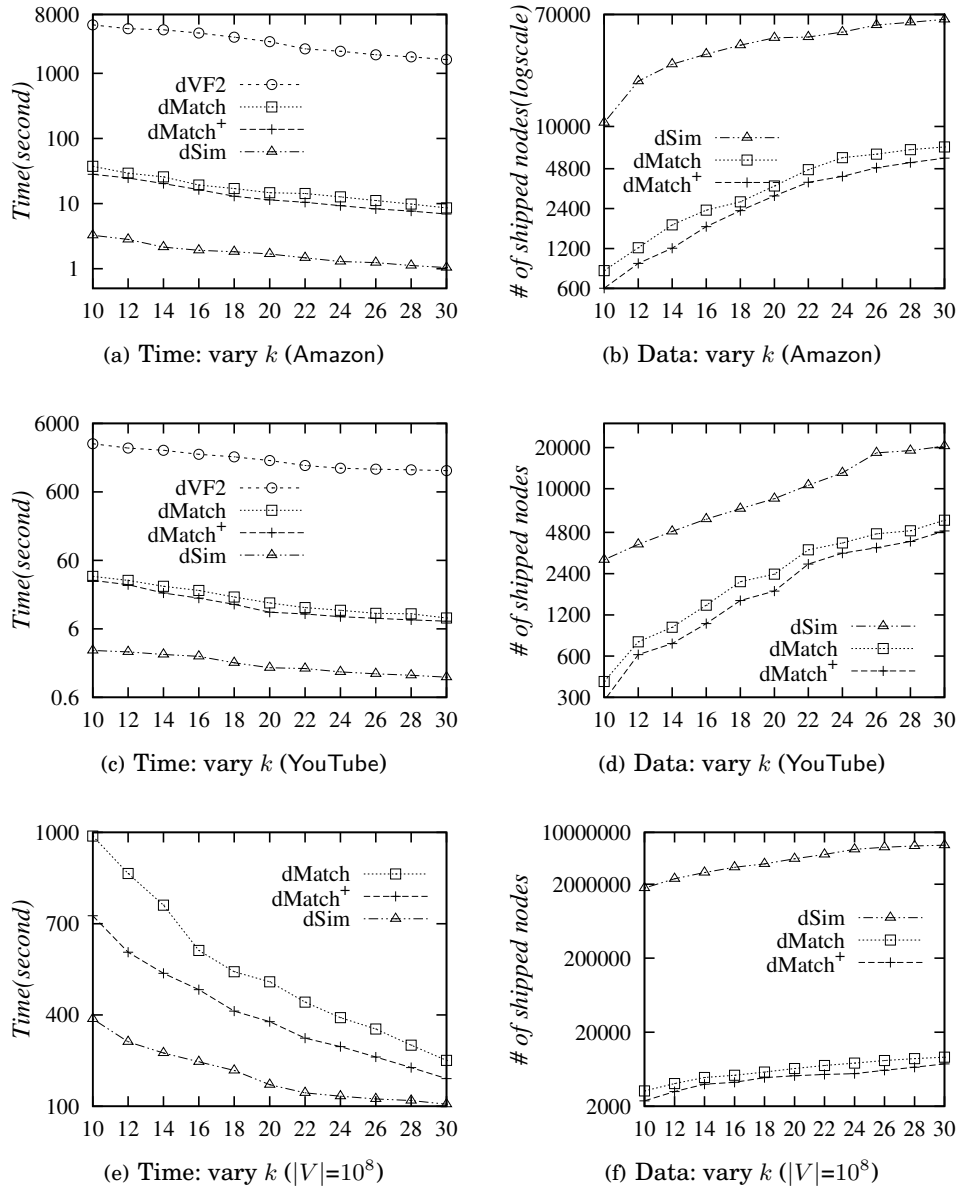 8000
1000
100
10
1
Time(second)
dVF2
dMatch
dMatch+
dSim
10 12 14 16 18 20 22 24 26 28 30
(a) Time: vary k (Amazon)
70000
10000
4800
2400
1200
600
# of shipped nodes(logscale)
dSim
dMatch
dMatch+
10 12 14 16 18 20 22 24 26 28 30
(b) Data: vary k (Amazon)
6000
600
60
6
0.6
Time(second)
dVF2
dMatch
dMatch+
dSim
10 12 14 16 18 20 22 24 26 28 30
(c) Time: vary k (YouTube)
20000
10000
4800
2400
1200
600
300
# of shipped nodes
dSim
dMatch
dMatch+
10 12 14 16 18 20 22 24 26 28 30
(d) Data: vary k (YouTube)
1000
700
400
100
Time(second)
dMatch
dMatch+
dSim
10 12 14 16 18 20 22 24 26 28 30
(e) Time: vary k (|V|=10⁸)
10000000
2000000
200000
20000
2000
# of shipped nodes
dSim
dMatch
dMatch+
10 12 14 16 18 20 22 24 26 28 30
(f) Data: vary k (|V|=10⁸)